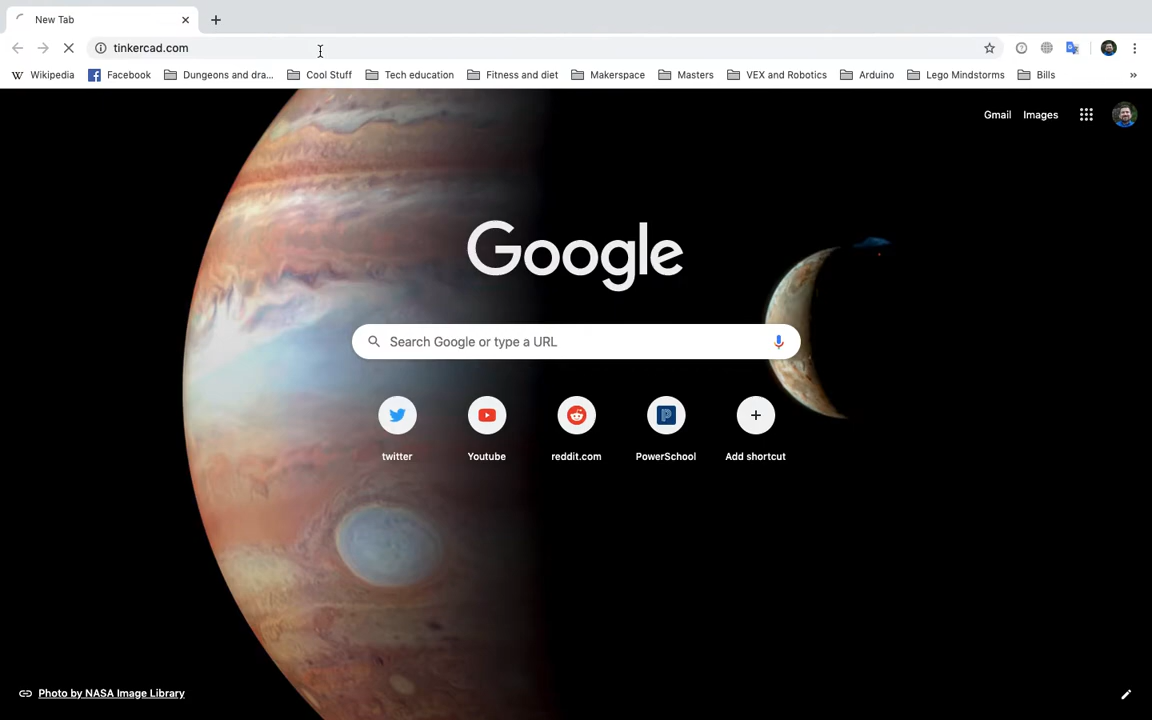 New Tab
tinkercad.com
Wikipedia Facebook Dungeons and dra... Cool Stuff Tech education Fitness and diet Makerspace Masters VEX and Robotics Arduino Lego Mindstorms Bills »
Gmail Images
Google
Search Google or type a URL
twitter Youtube reddit.com PowerSchool Add shortcut
Photo by NASA Image Library